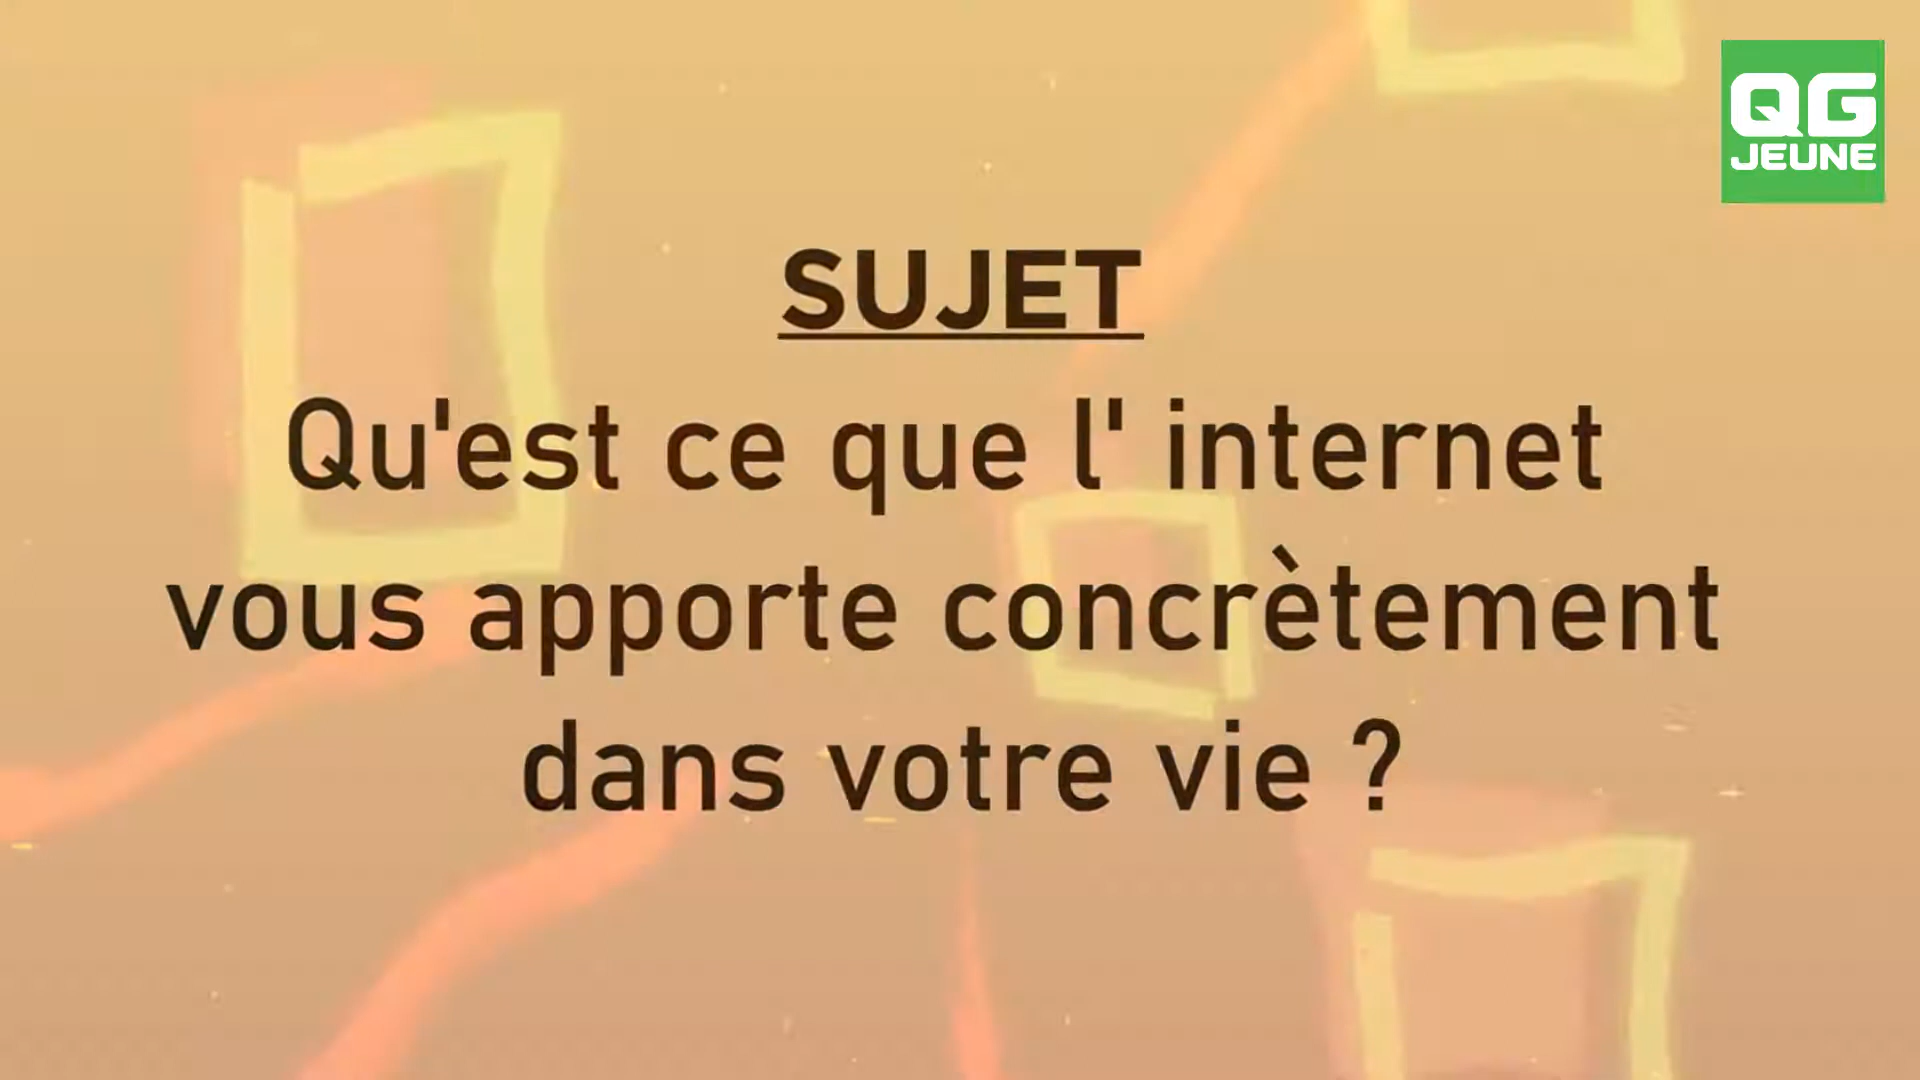 QG
JEUNE
SUJET
Qu'est ce que l' internet
vous apporte concrètement
dans votre vie ?